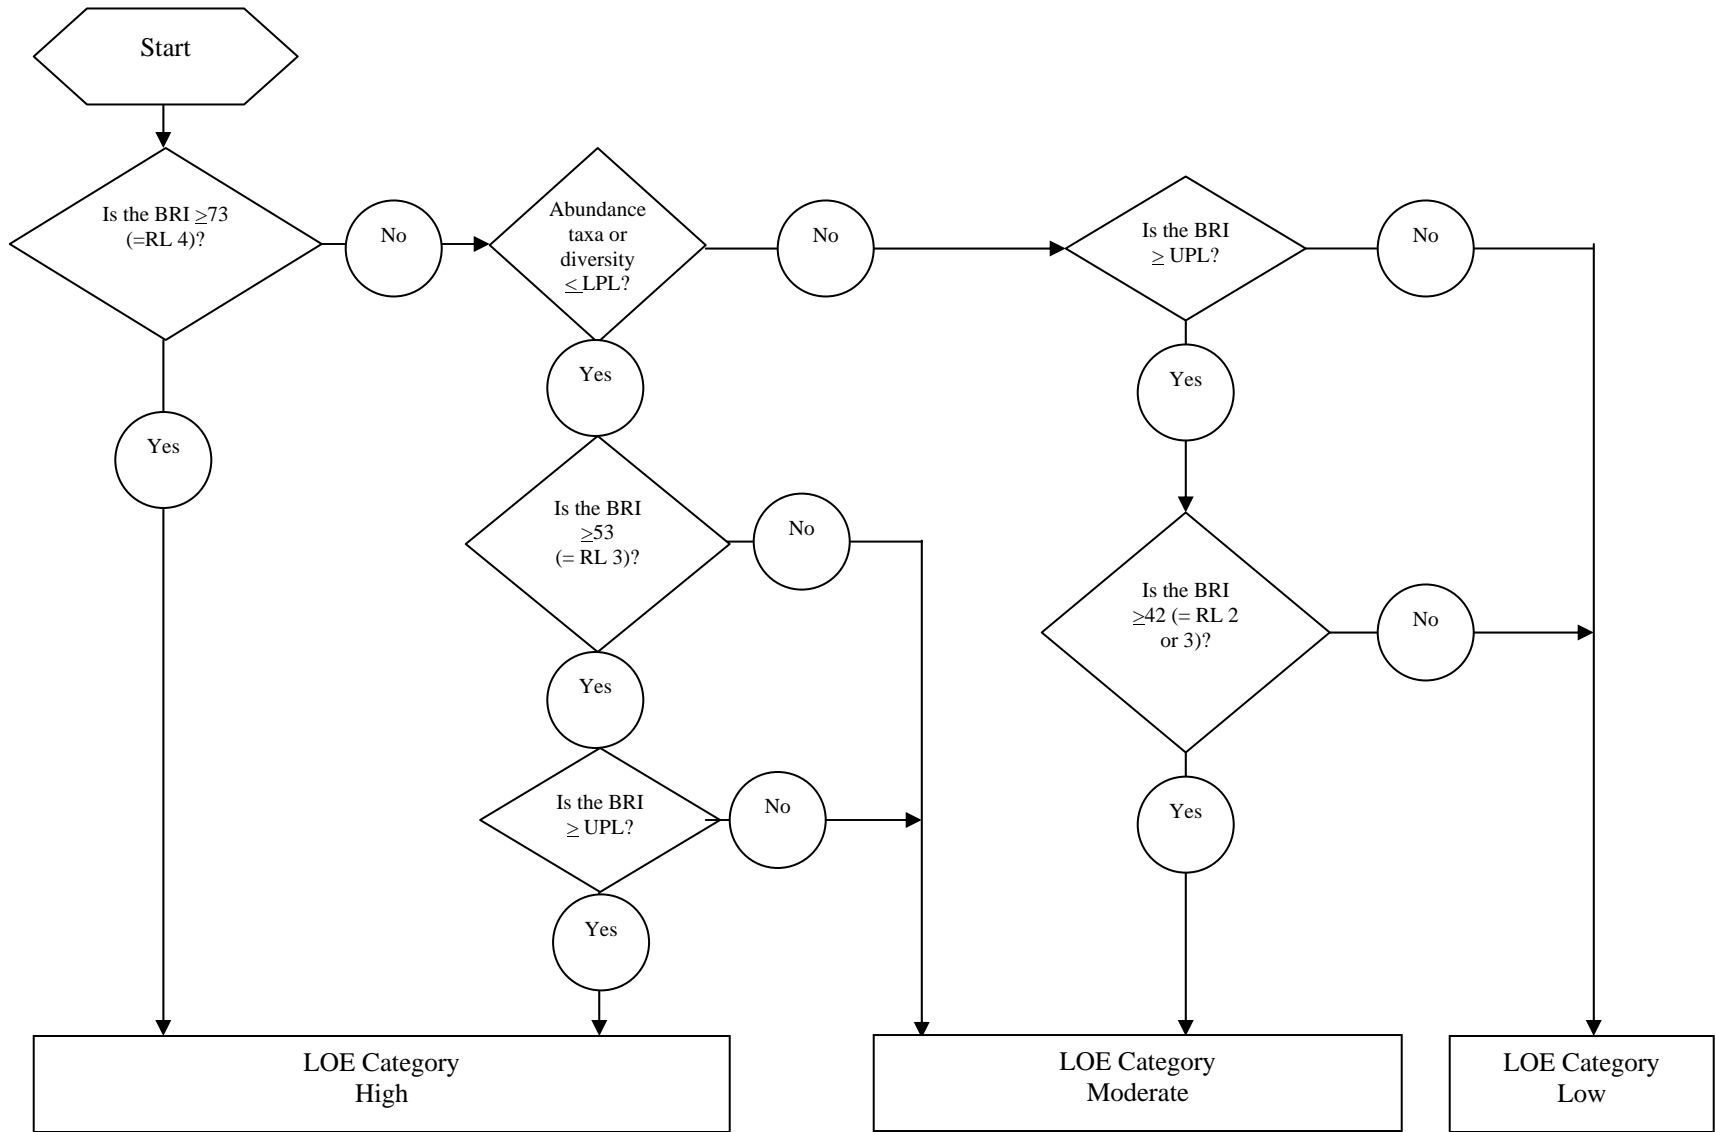 Start
Is the BRI ≥73
(=RL 4)?
No
Abundance
taxa or
diversity
≤ LPL?
No
Is the BRI
≥ UPL?
No
Yes
Yes
Yes
Is the BRI
≥53
(= RL 3)?
No
Is the BRI
≥42 (= RL 2
or 3)?
No
Yes
Is the BRI
≥ UPL?
No
Yes
Yes
LOE Category
High
LOE Category
Moderate
LOE Category
Low